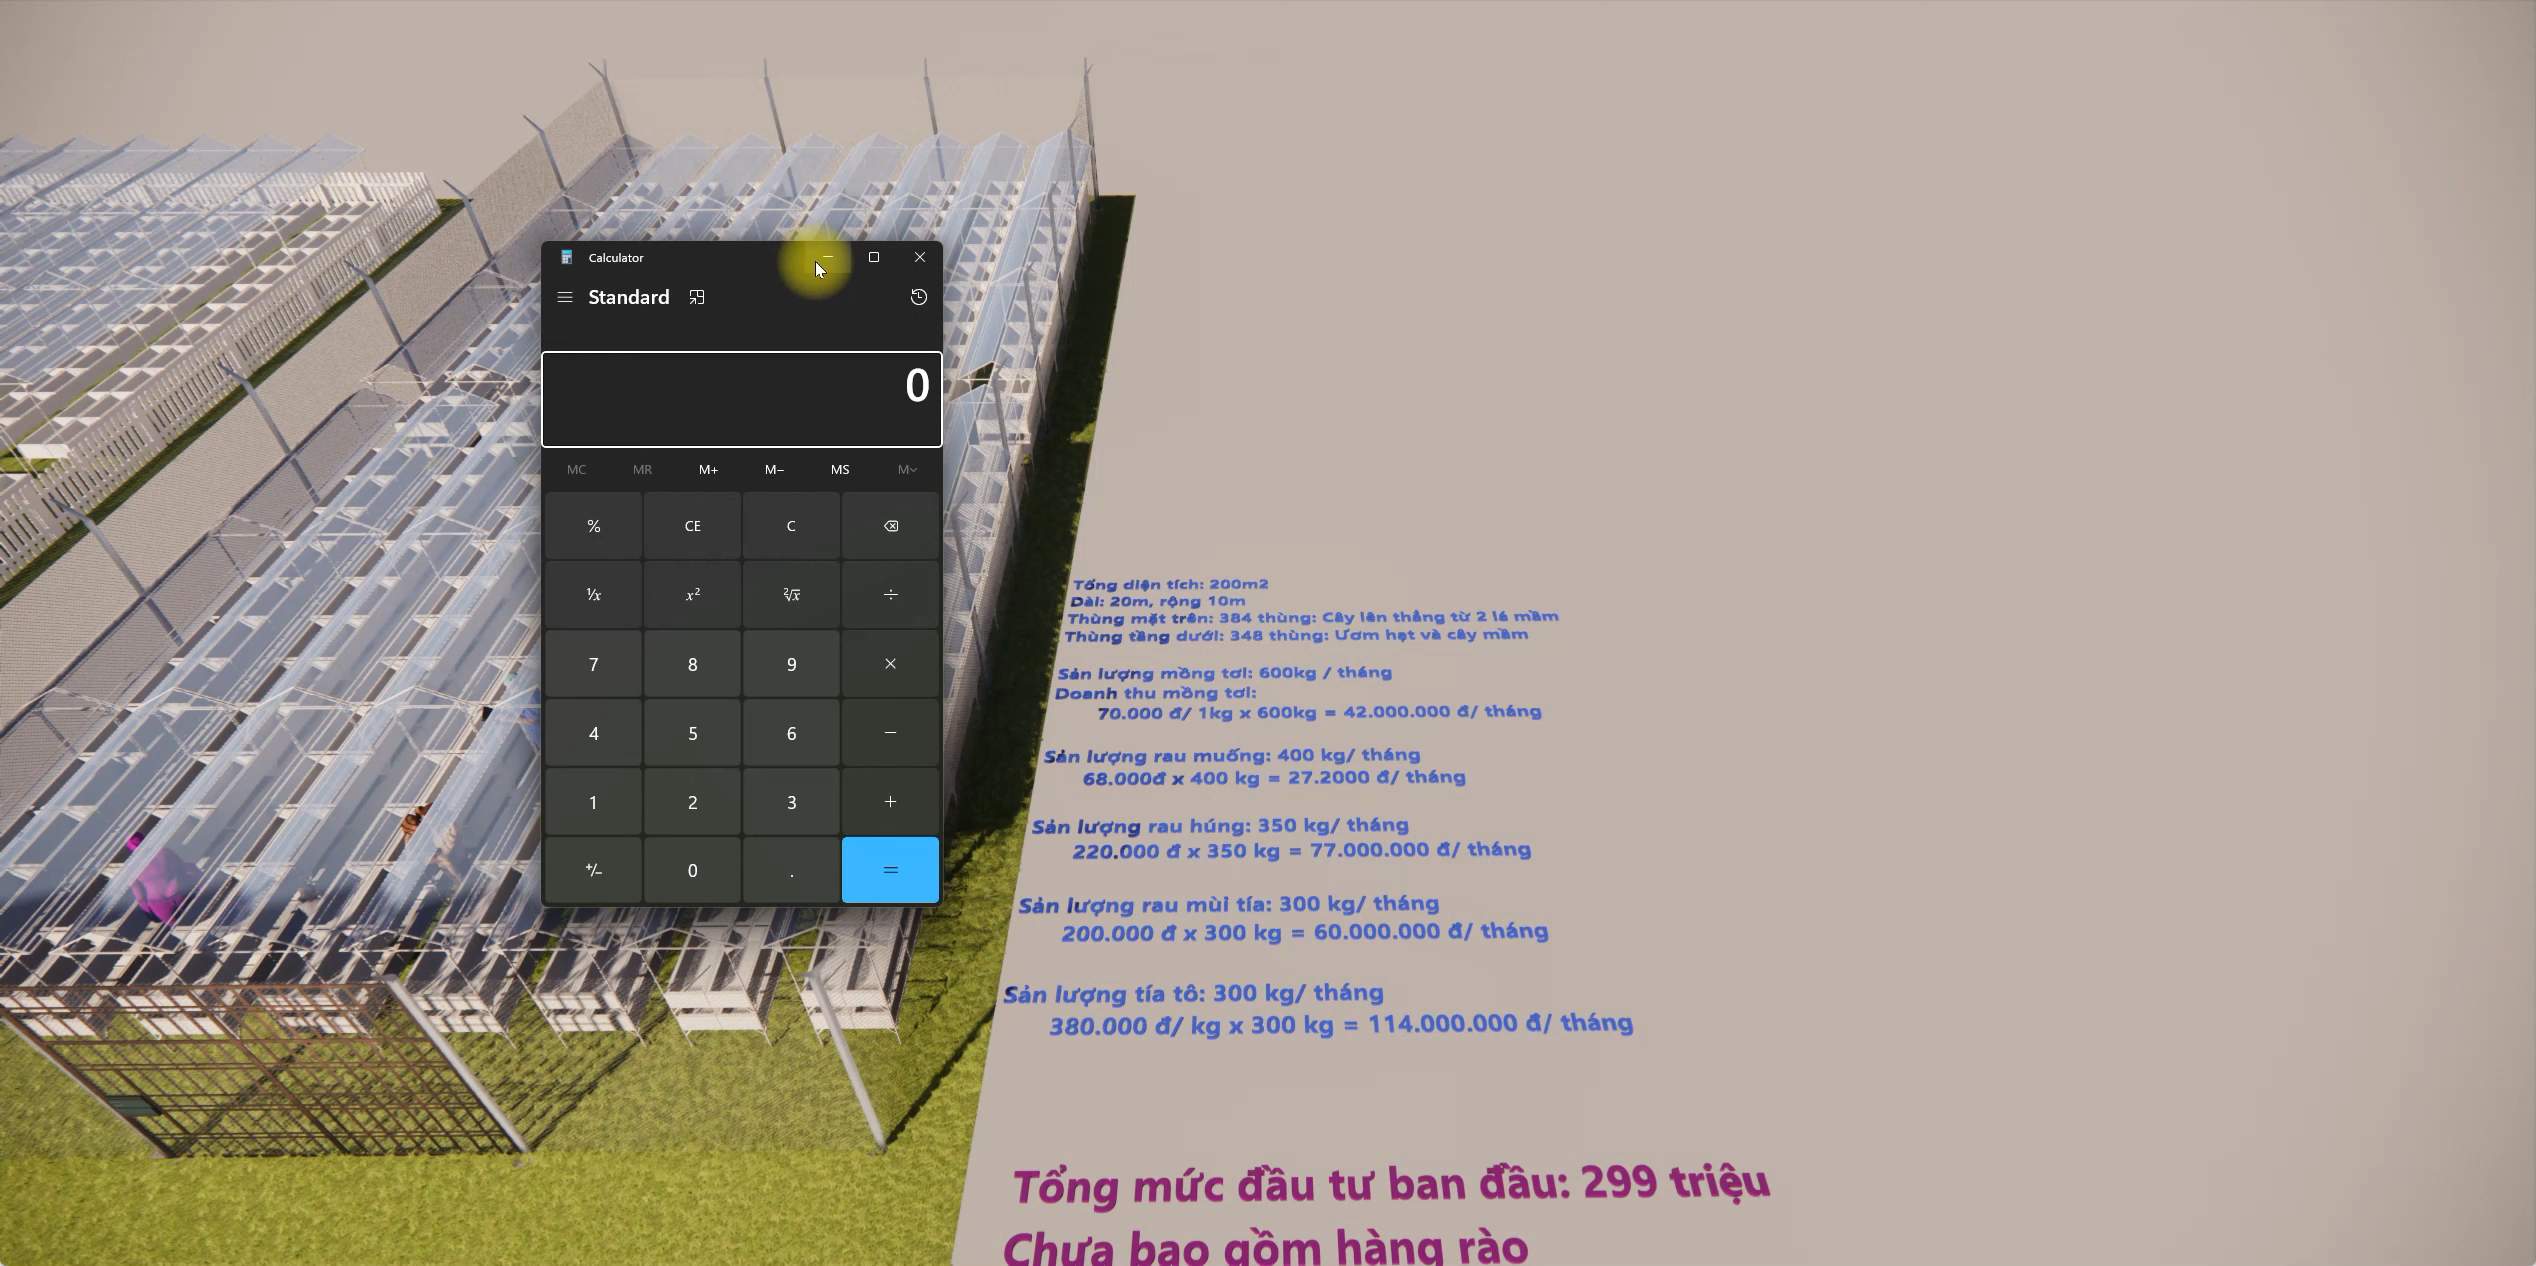 Calculator
Standard
0
MC MR M+ M− MS M
% CE C
¹/x x² ²√x ÷
7 8 9 ×
4 5 6 −
1 2 3 +
+/− 0 . =
Tổng diện tích: 200m2
Dài: 20m, rộng 10m
Thùng mặt trên: 384 thùng: Cây lên thẳng từ 2 lá mầm
Thùng tầng dưới: 348 thùng: Ươm hạt và cây mầm
Sản lượng mồng tơi: 600kg / tháng
Doanh thu mồng tơi:
70.000 đ/ 1kg x 600kg = 42.000.000 đ/ tháng
Sản lượng rau muống: 400 kg/ tháng
68.000đ x 400 kg = 27.2000 đ/ tháng
Sản lượng rau húng: 350 kg/ tháng
220.000 đ x 350 kg = 77.000.000 đ/ tháng
Sản lượng rau mùi tía: 300 kg/ tháng
200.000 đ x 300 kg = 60.000.000 đ/ tháng
Sản lượng tía tô: 300 kg/ tháng
380.000 đ/ kg x 300 kg = 114.000.000 đ/ tháng
Tổng mức đầu tư ban đầu: 299 triệu
Chưa bao gồm hàng rào